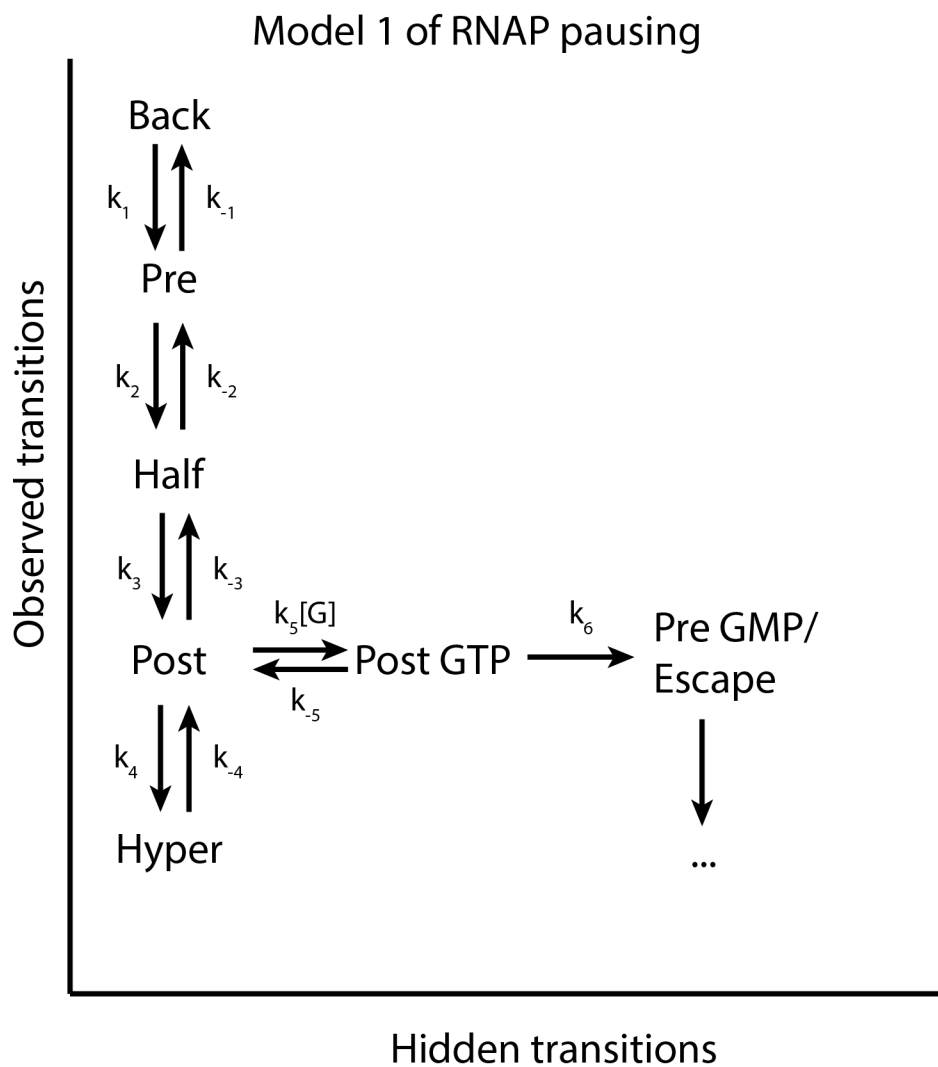 Model 1 of RNAP pausing
Observed transitions
Back
k₁ k₋₁
Pre
k₂ k₋₂
Half
k₃ k₋₃
Post
k₅[G]
k₋₅
Post GTP
k₆
Pre GMP/
Escape
k₄ k₋₄
Hyper
...
Hidden transitions